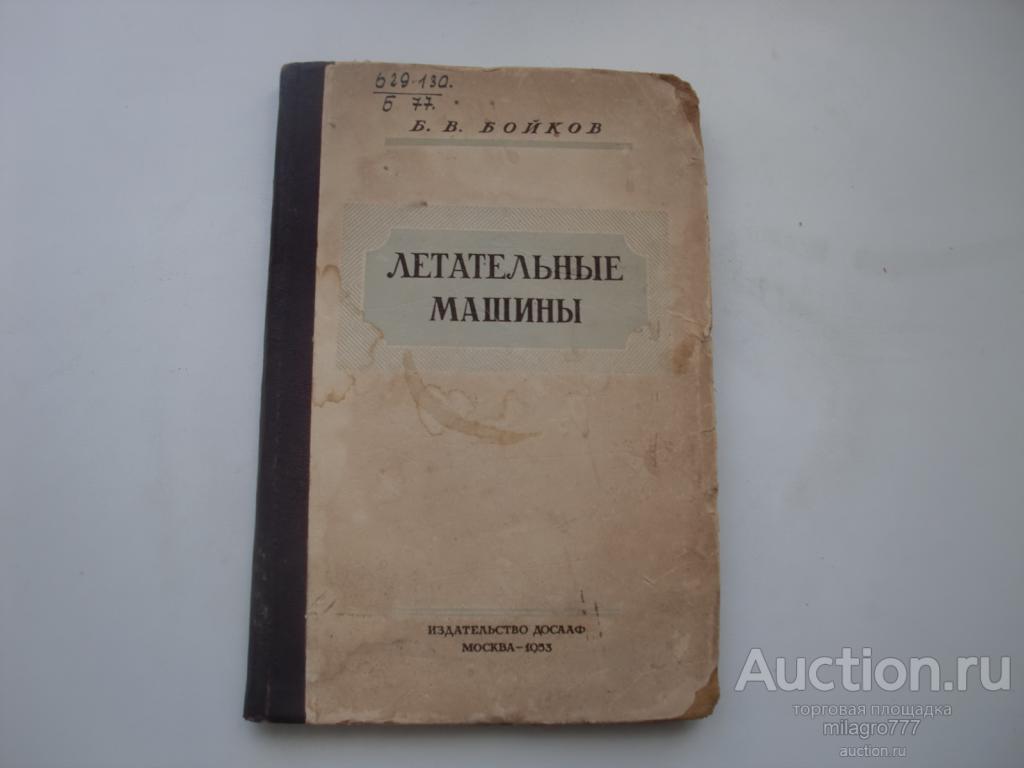 629.130.
Б 77.
Б. В. БОЙКОВ
ЛЕТАТЕЛЬНЫЕ
МАШИНЫ
ИЗДАТЕЛЬСТВО ДОСААФ
МОСКВА—1953
Auction.ru
торговая площадка
milagro777
auction.ru